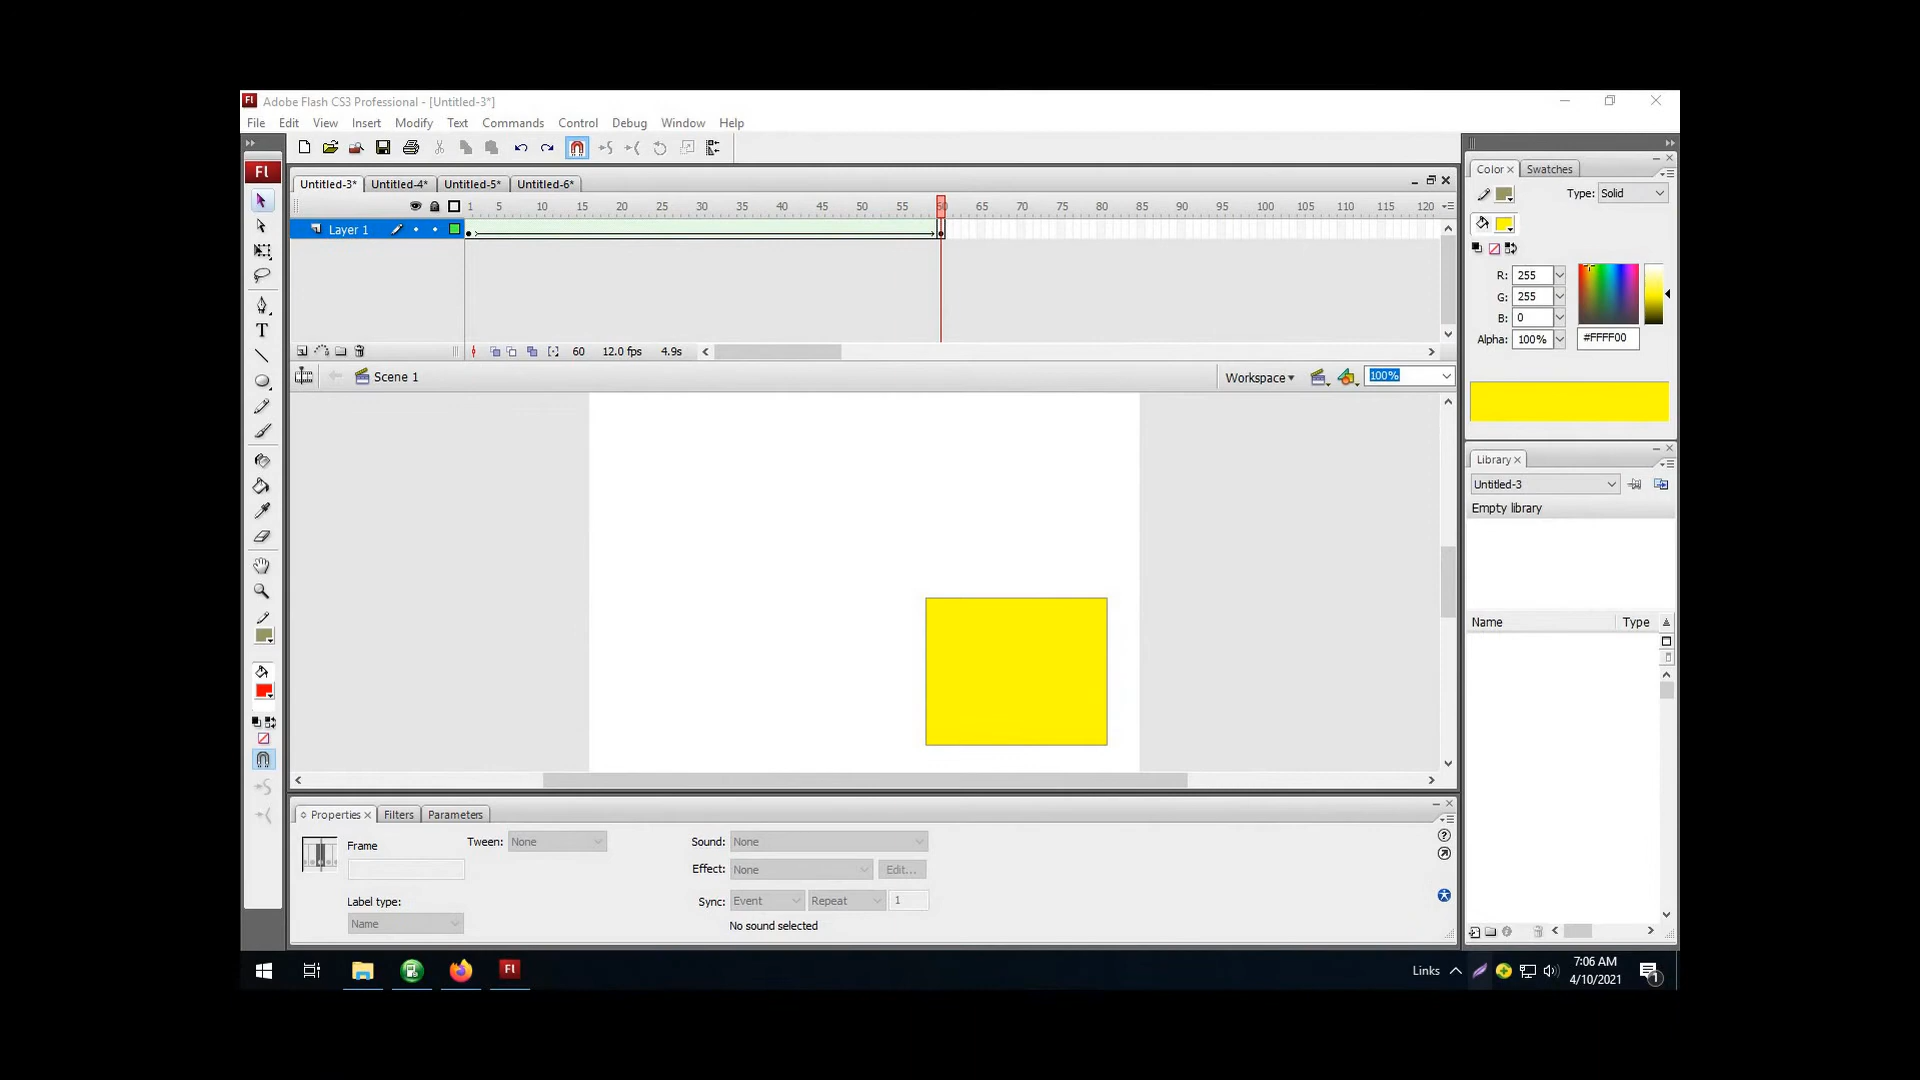 Fl Adobe Flash CS3 Professional - [Untitled-3*]
File Edit View Insert Modify Text Commands Control Debug Window Help
Fl
Untitled-3* Untitled-4* Untitled-5* Untitled-6*
1 5 10 15 20 25 30 35 40 45 50 55 60 65 70 75 80 85 90 95 100 105 110 115 120
Layer 1
60 12.0 fps 4.9s
Scene 1
Workspace 100%
T
Color Swatches
Type: Solid
R: 255
G: 255
B: 0
Alpha: 100% #FFFF00
Library
Untitled-3
Empty library
Name Type
Properties Filters Parameters
Frame Tween: None Sound: None
Effect: None Edit...
Label type: Sync: Event Repeat 1
Name No sound selected
Fl Links 7:06 AM
4/10/2021 1